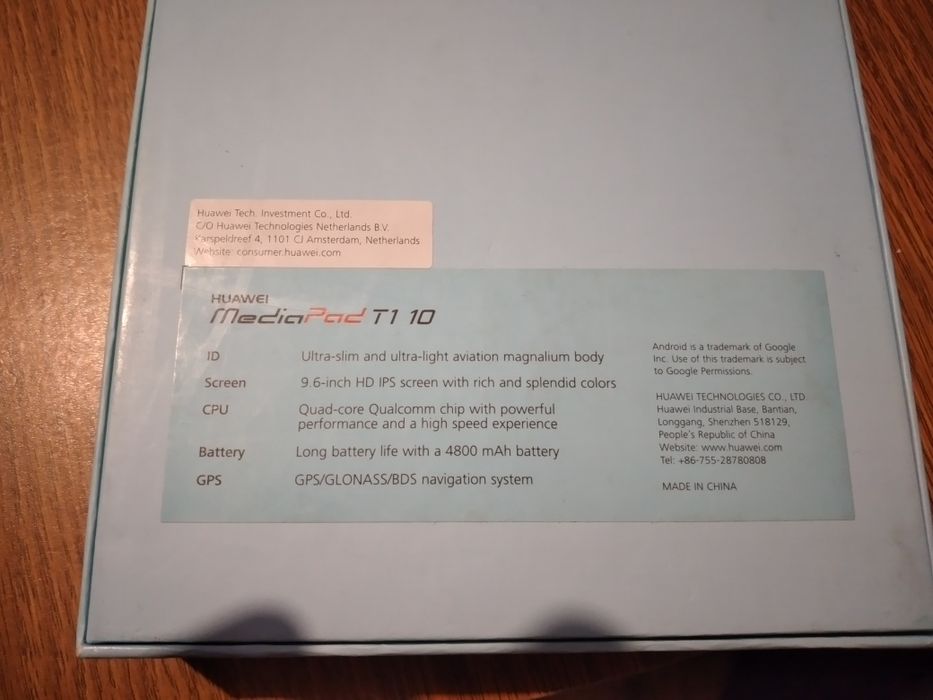 Huawei Tech. Investment Co., Ltd.
C/O Huawei Technologies Netherlands B.V.
Karspeldreef 4, 1101 CJ Amsterdam, Netherlands
Website: consumer.huawei.com
HUAWEI
MediaPad T1 10
ID Ultra-slim and ultra-light aviation magnalium body
Screen 9.6-inch HD IPS screen with rich and splendid colors
CPU Quad-core Qualcomm chip with powerful
performance and a high speed experience
Battery Long battery life with a 4800 mAh battery
GPS GPS/GLONASS/BDS navigation system
Android is a trademark of Google
Inc. Use of this trademark is subject
to Google Permissions.
HUAWEI TECHNOLOGIES CO., LTD.
Huawei Industrial Base, Bantian,
Longgang, Shenzhen 518129,
People's Republic of China
Website: www.huawei.com
Tel: +86-755-28780808
MADE IN CHINA